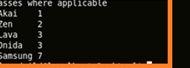 asses where applicable
Akai 1
Zen 2
Lava 3
Onida 3
Samsung 7